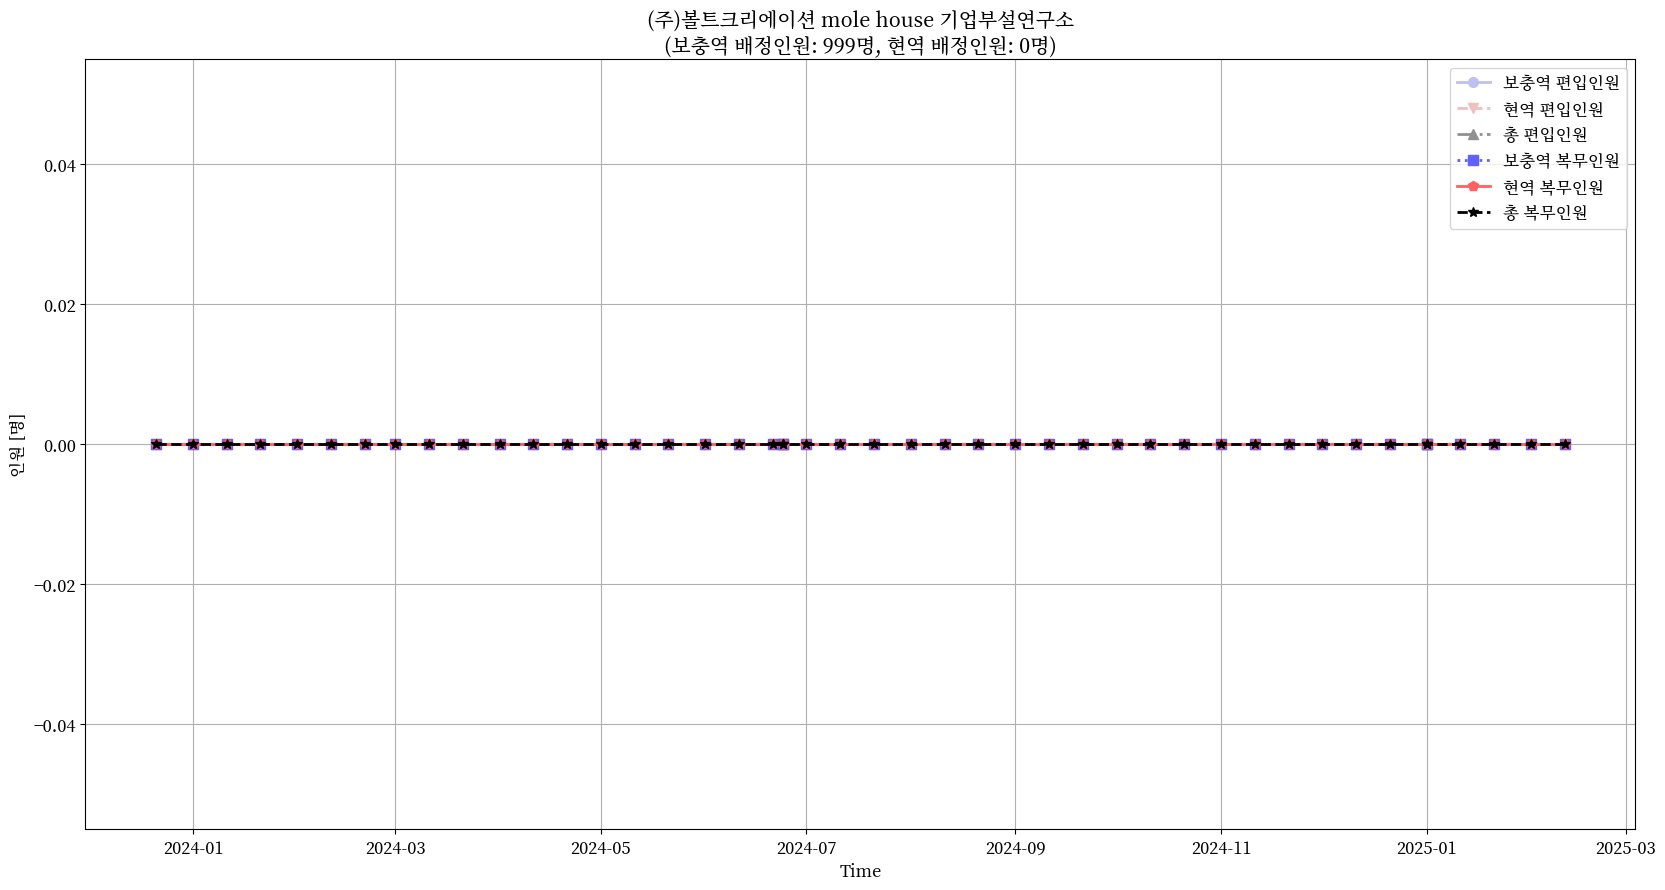 (주)볼트크리에이션 mole house 기업부설연구소
(보충역 배정인원: 999명, 현역 배정인원: 0명)
보충역 편입인원
현역 편입인원
총 편입인원
보충역 복무인원
현역 복무인원
총 복무인원
0.04
0.02
0.00
−0.02
−0.04
인원 [명]
2024-01
2024-03
2024-05
2024-07
2024-09
2024-11
2025-01
2025-03
Time